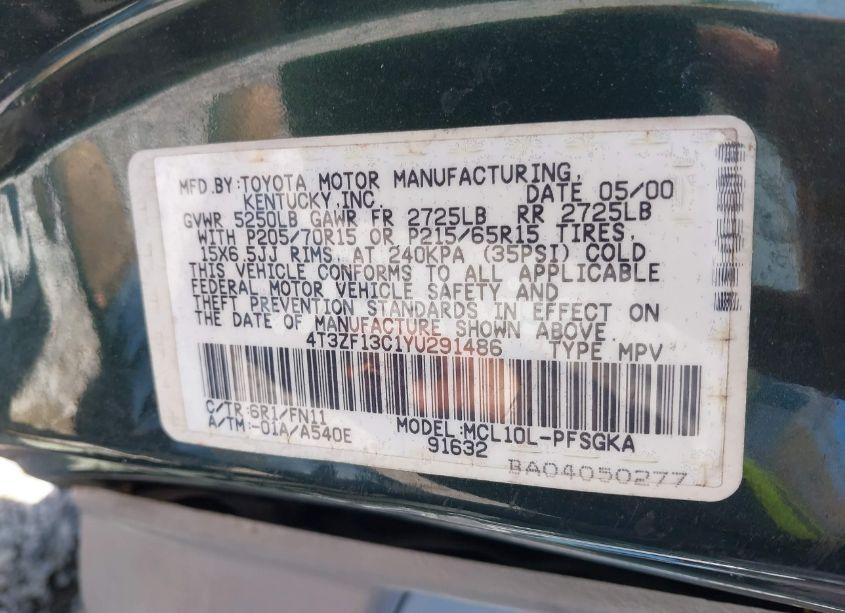 MFD.BY:TOYOTA MOTOR MANUFACTURING,
KENTUCKY,INC. DATE 05/00
GVWR 5250LB GAWR FR 2725LB RR 2725LB
WITH P205/70R15 OR P215/65R15 TIRES,
15X6.5JJ RIMS, AT 240KPA (35PSI) COLD
THIS VEHICLE CONFORMS TO ALL APPLICABLE
FEDERAL MOTOR VEHICLE SAFETY AND
THEFT PREVENTION STANDARDS IN EFFECT ON
THE DATE OF MANUFACTURE SHOWN ABOVE.
4T3ZF13C1YU291486 TYPE MPV
C/TR:6R1/FN11
A/TM:-01A/A540E
MODEL:MCL10L-PFSGKA
91632
BA04050277